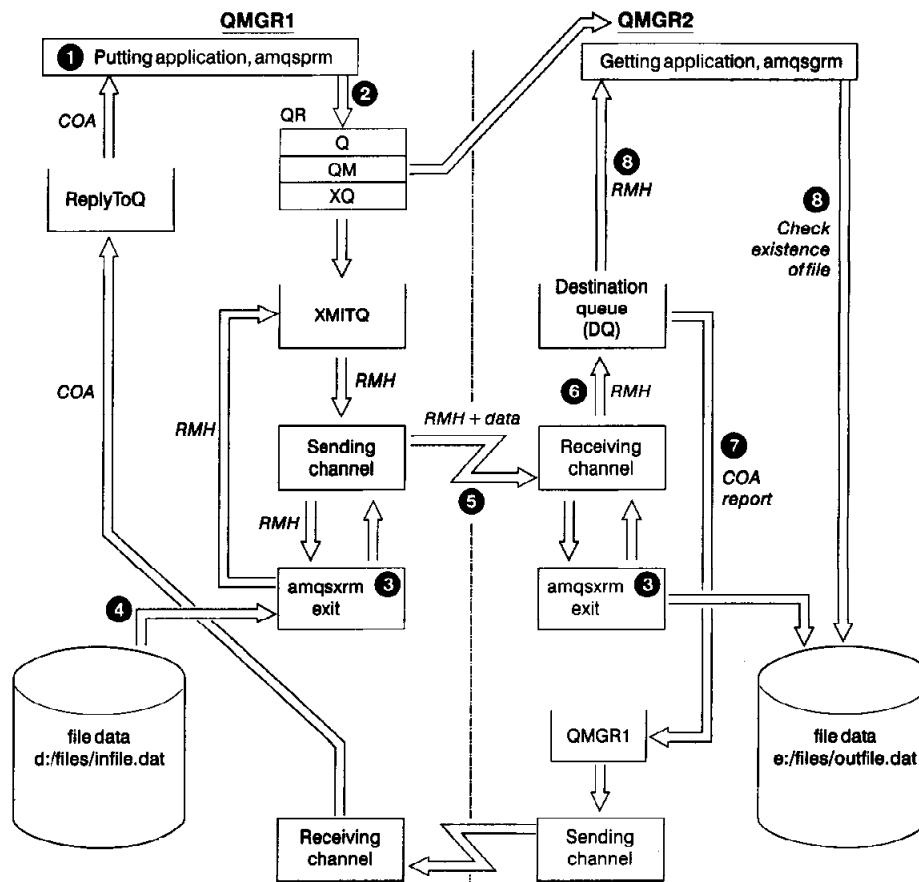 QMGR1
QMGR2
1 Putting application, amqsprm
Getting application, amqsgrm
2
COA
QR
Q
QM
XQ
ReplyToQ
8
RMH
8
Check
existence
of file
XMITQ
Destination
queue
(DQ)
RMH
6
RMH
COA
RMH
RMH + data
Sending
channel
Receiving
channel
7
COA
report
5
RMH
amqsxrm
exit
3
amqsxrm
exit
3
4
file data
d:/files/infile.dat
QMGR1
file data
e:/files/outfile.dat
Receiving
channel
Sending
channel